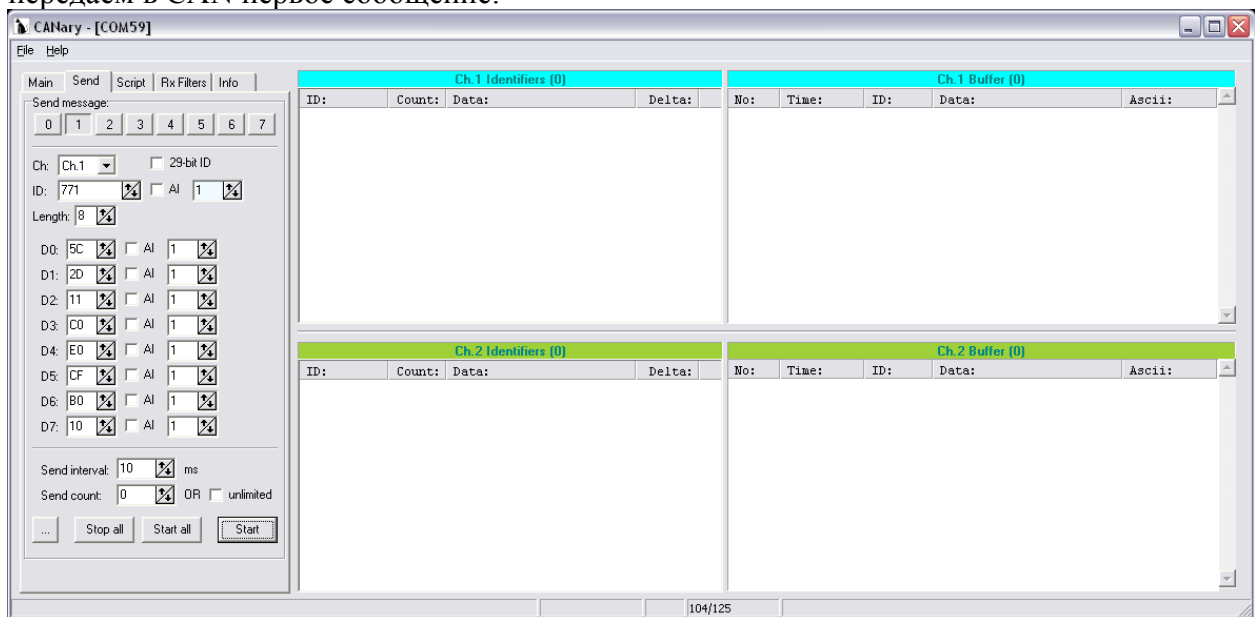 передаем в CAN первое сообщение.
CANary - [COM59]
File Help
Main Send Script Rx Filters Info
Send message:
0 1 2 3 4 5 6 7
Ch: Ch.1 29-bit ID
ID: 771 AI 1
Length: 8
D0: 5C AI 1
D1: 2D AI 1
D2: 11 AI 1
D3: C0 AI 1
D4: E0 AI 1
D5: CF AI 1
D6: B0 AI 1
D7: 10 AI 1
Send interval: 10 ms
Send count: 0 OR unlimited
... Stop all Start all Start
Ch.1 Identifiers (0)
ID: Count: Data: Delta:
Ch.1 Buffer (0)
No: Time: ID: Data: Ascii:
Ch.2 Identifiers (0)
ID: Count: Data: Delta:
Ch.2 Buffer (0)
No: Time: ID: Data: Ascii:
104/125